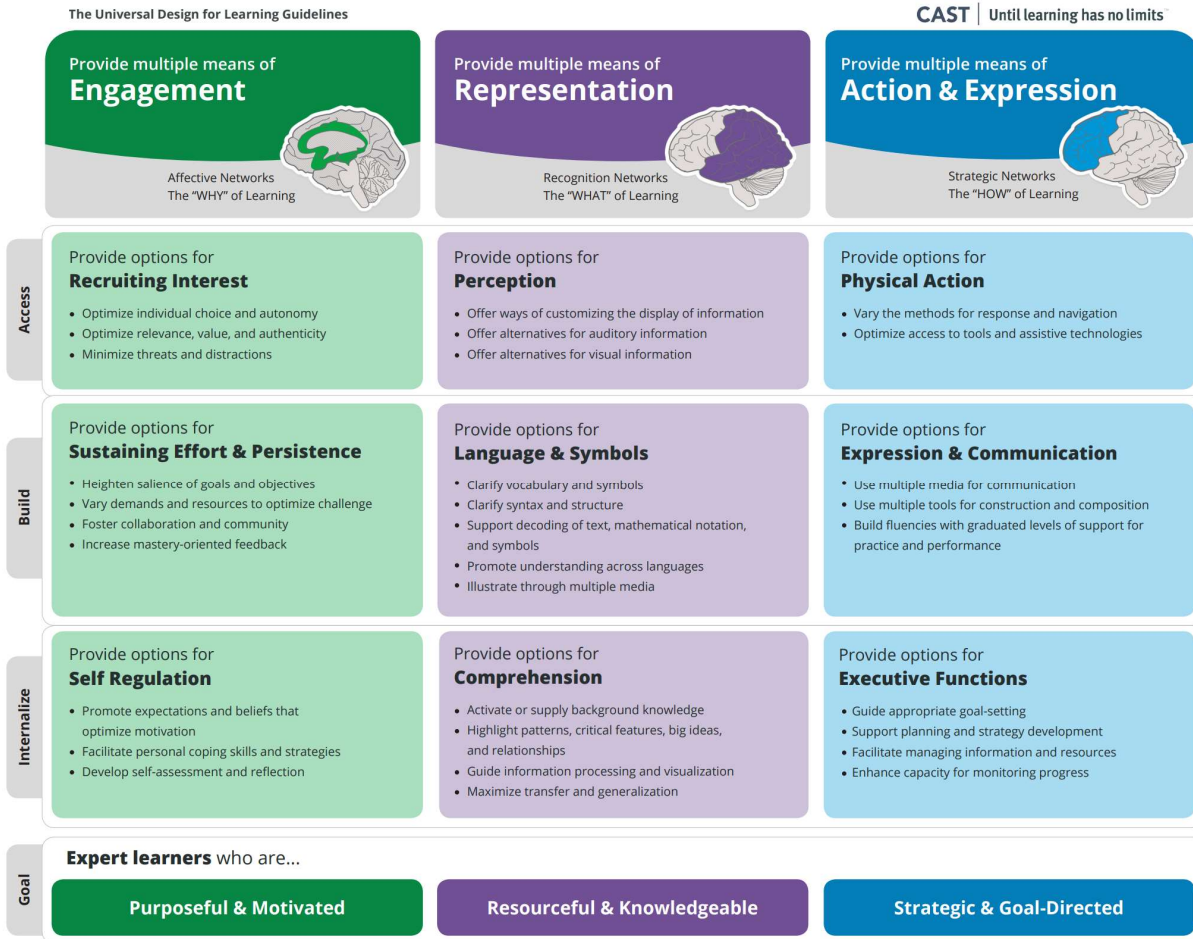 The Universal Design for Learning Guidelines
CAST | Until learning has no limits™
Provide multiple means of
Engagement
Affective Networks
The “WHY” of Learning
Provide multiple means of
Representation
Recognition Networks
The “WHAT” of Learning
Provide multiple means of
Action & Expression
Strategic Networks
The “HOW” of Learning
Access
Provide options for
Recruiting Interest
• Optimize individual choice and autonomy
• Optimize relevance, value, and authenticity
• Minimize threats and distractions
Provide options for
Perception
• Offer ways of customizing the display of information
• Offer alternatives for auditory information
• Offer alternatives for visual information
Provide options for
Physical Action
• Vary the methods for response and navigation
• Optimize access to tools and assistive technologies
Build
Provide options for
Sustaining Effort & Persistence
• Heighten salience of goals and objectives
• Vary demands and resources to optimize challenge
• Foster collaboration and community
• Increase mastery-oriented feedback
Provide options for
Language & Symbols
• Clarify vocabulary and symbols
• Clarify syntax and structure
• Support decoding of text, mathematical notation,
and symbols
• Promote understanding across languages
• Illustrate through multiple media
Provide options for
Expression & Communication
• Use multiple media for communication
• Use multiple tools for construction and composition
• Build fluencies with graduated levels of support for
practice and performance
Internalize
Provide options for
Self Regulation
• Promote expectations and beliefs that
optimize motivation
• Facilitate personal coping skills and strategies
• Develop self-assessment and reflection
Provide options for
Comprehension
• Activate or supply background knowledge
• Highlight patterns, critical features, big ideas,
and relationships
• Guide information processing and visualization
• Maximize transfer and generalization
Provide options for
Executive Functions
• Guide appropriate goal-setting
• Support planning and strategy development
• Facilitate managing information and resources
• Enhance capacity for monitoring progress
Goal
Expert learners who are...
Purposeful & Motivated
Resourceful & Knowledgeable
Strategic & Goal-Directed